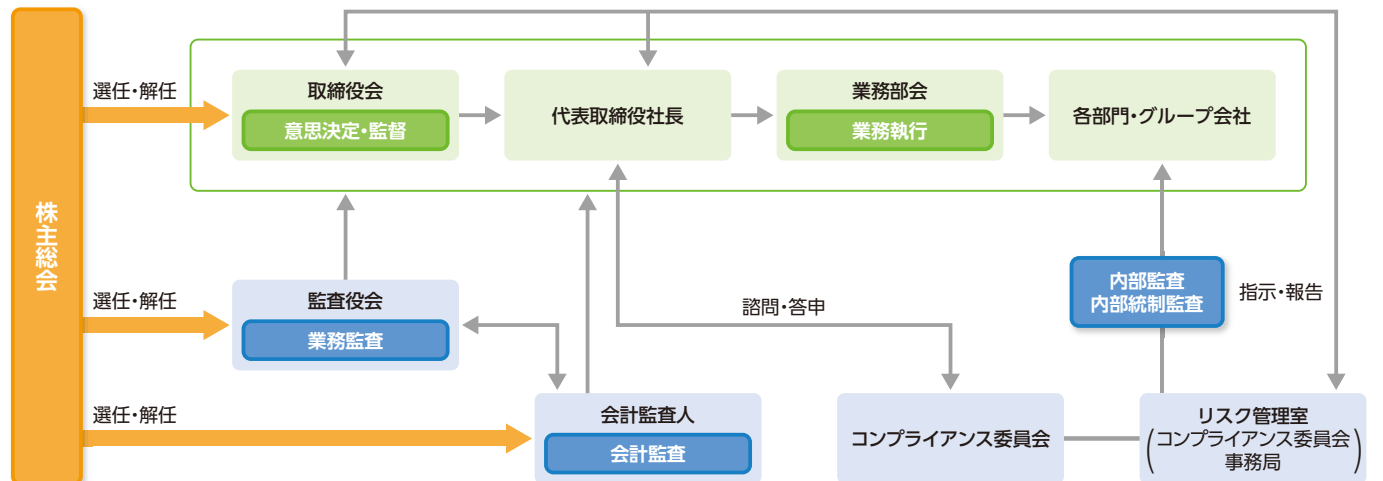 株主総会
選任・解任
取締役会
意思決定・監督
代表取締役社長
業務部会
業務執行
各部門・グループ会社
選任・解任
監査役会
業務監査
諮問・答申
内部監査
内部統制監査
指示・報告
選任・解任
会計監査人
会計監査
コンプライアンス委員会
リスク管理室
(コンプライアンス委員会
事務局)